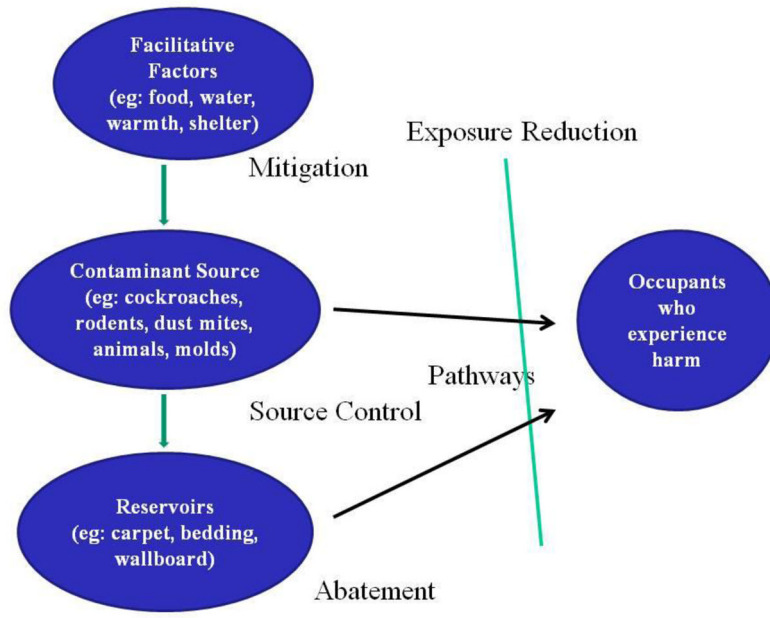 Facilitative
Factors
(eg: food, water,
warmth, shelter)
Exposure Reduction
Mitigation
Contaminant Source
(eg: cockroaches,
rodents, dust mites,
animals, molds)
Occupants
who
experience
harm
Pathways
Source Control
Reservoirs
(eg: carpet, bedding,
wallboard)
Abatement